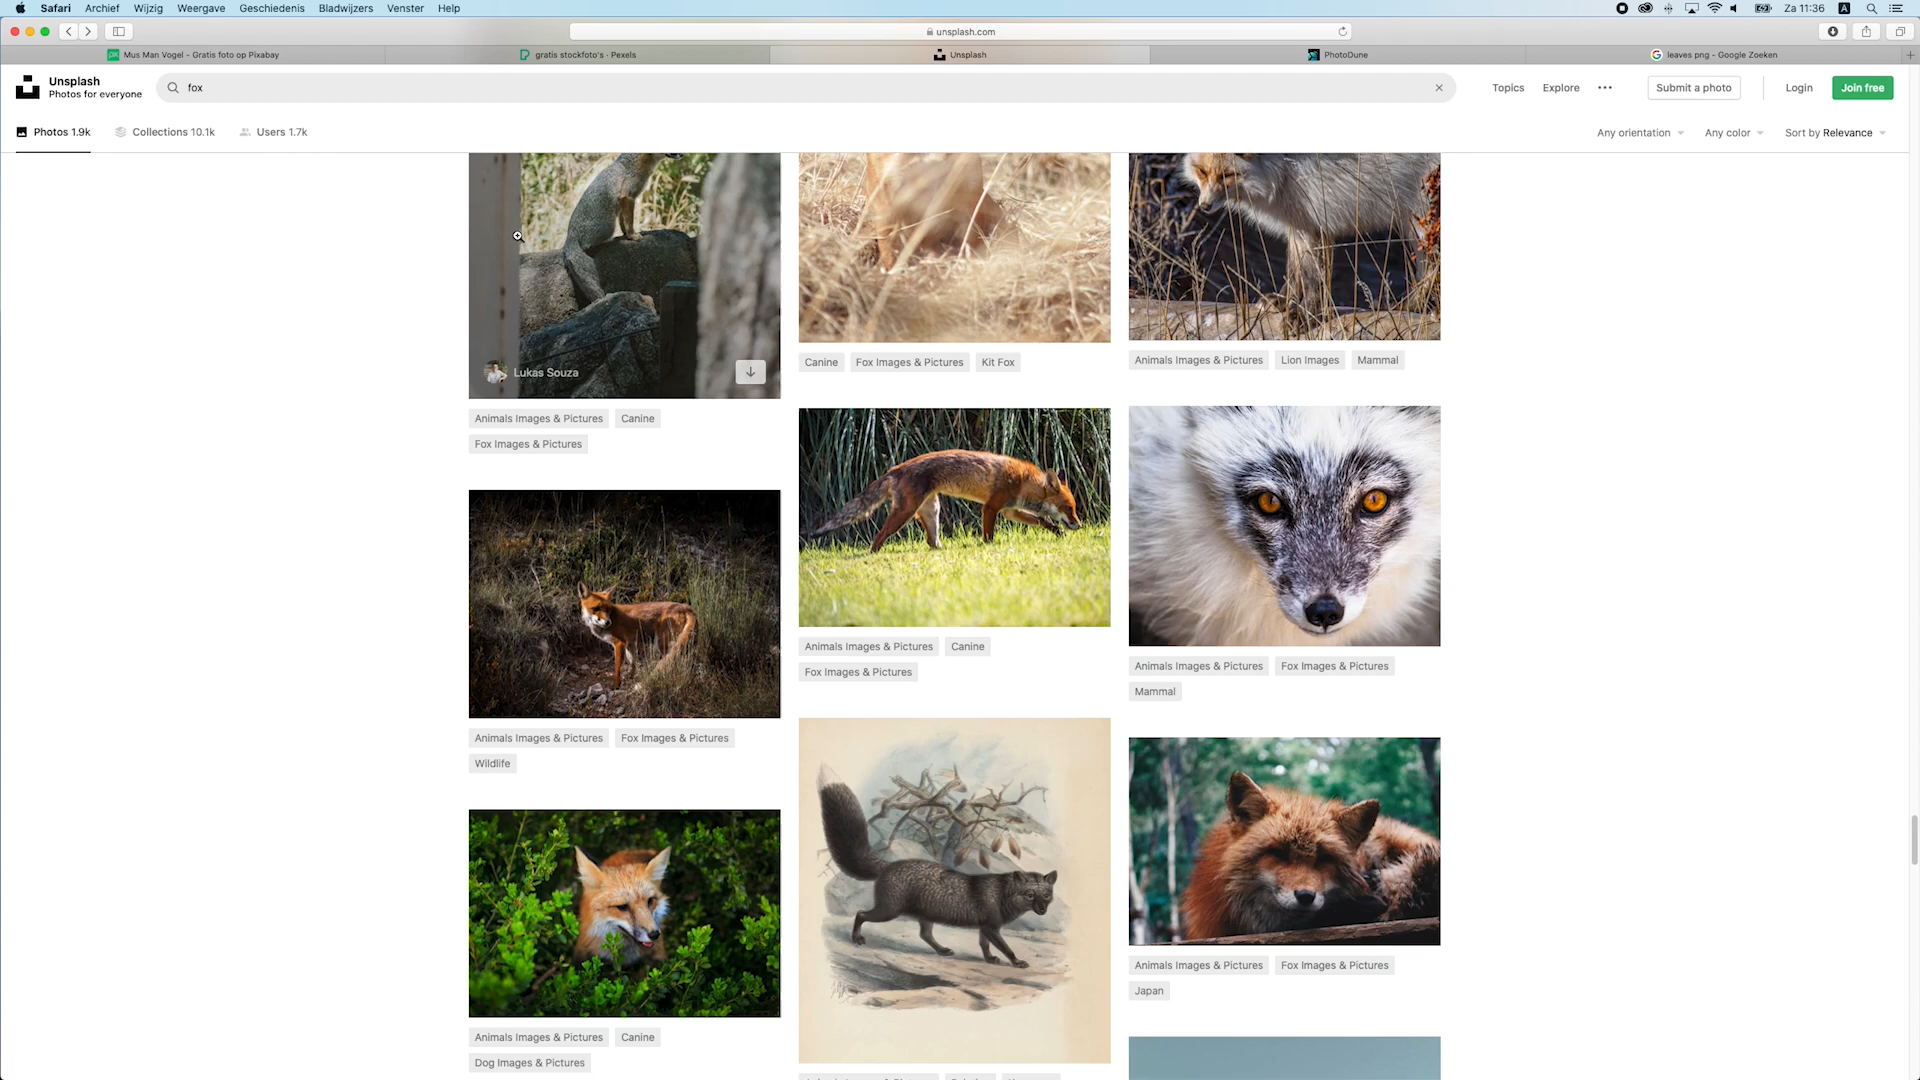 Safari Archief Wijzig Weergave Geschiedenis Bladwijzers Venster Help Za 11:36 A
unsplash.com
Mus Man Vogel - Gratis foto op Pixabay gratis stockfoto's · Pexels Unsplash PhotoDune leaves png - Google Zoeken
Unsplash
Photos for everyone
fox
Topics Explore Submit a photo Login Join free
Photos 1.9k Collections 10.1k Users 1.7k Any orientation Any color Sort by Relevance
Lukas Souza
Animals Images & Pictures Canine
Fox Images & Pictures
Canine Fox Images & Pictures Kit Fox
Animals Images & Pictures Lion Images Mammal
Animals Images & Pictures Fox Images & Pictures
Wildlife
Animals Images & Pictures Canine
Fox Images & Pictures
Animals Images & Pictures Fox Images & Pictures
Mammal
Animals Images & Pictures Canine
Dog Images & Pictures
Animals Images & Pictures Fox Images & Pictures
Japan